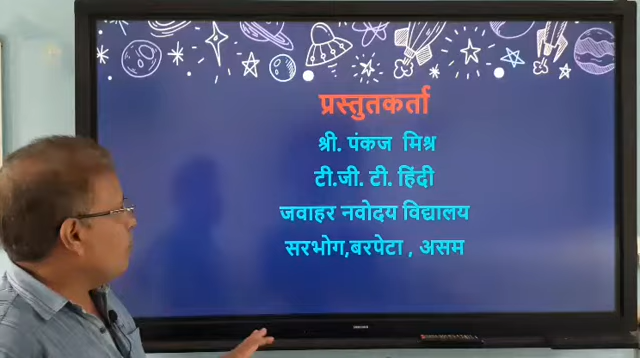 प्रस्तुतकर्ता
श्री. पंकज मिश्र
टी.जी. टी. हिंदी
जवाहर नवोदय विद्यालय
सरभोग,बरपेटा , असम